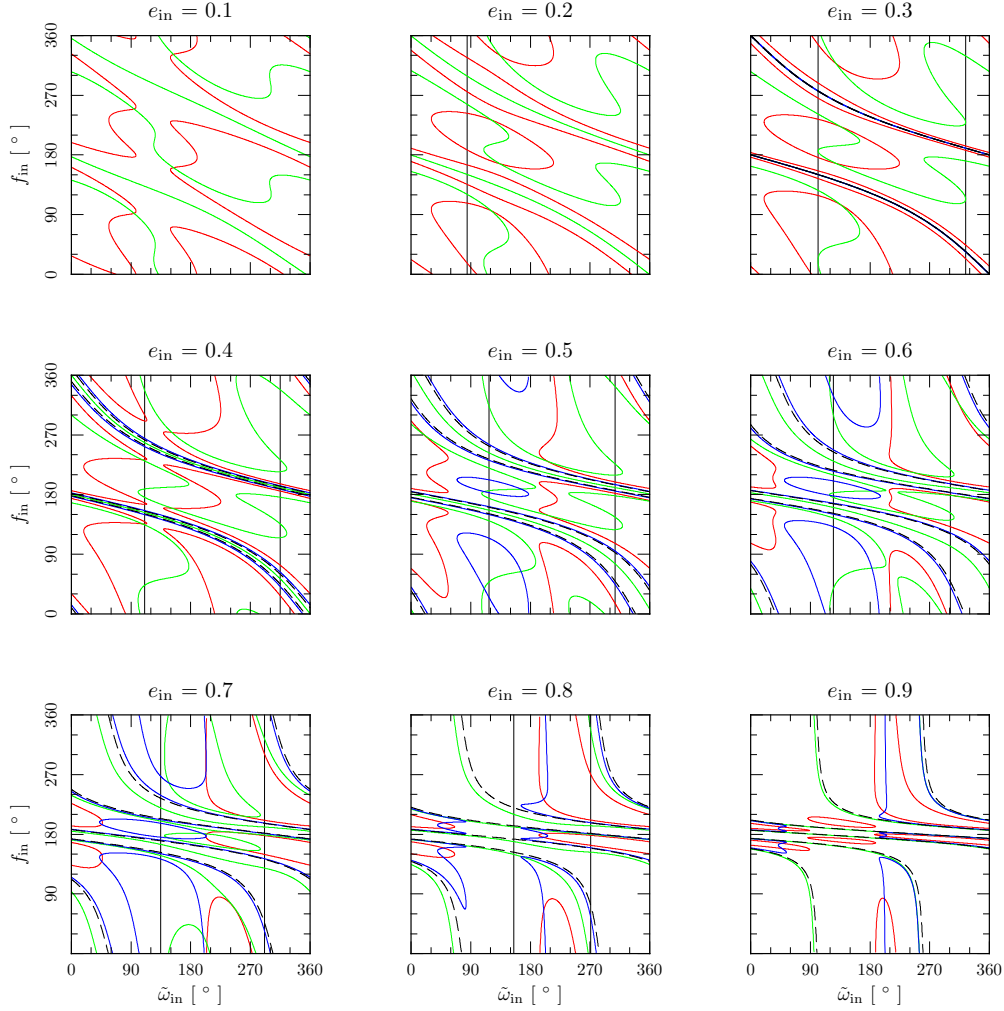 e_in = 0.1 e_in = 0.2 e_in = 0.3
360
270
180
90
0
f_in [ ° ]
e_in = 0.4 e_in = 0.5 e_in = 0.6
360
270
180
90
0
f_in [ ° ]
e_in = 0.7 e_in = 0.8 e_in = 0.9
360
270
180
90
f_in [ ° ]
0 90 180 270 360 0 90 180 270 360 0 90 180 270 360
ω̃_in [ ° ] ω̃_in [ ° ] ω̃_in [ ° ]